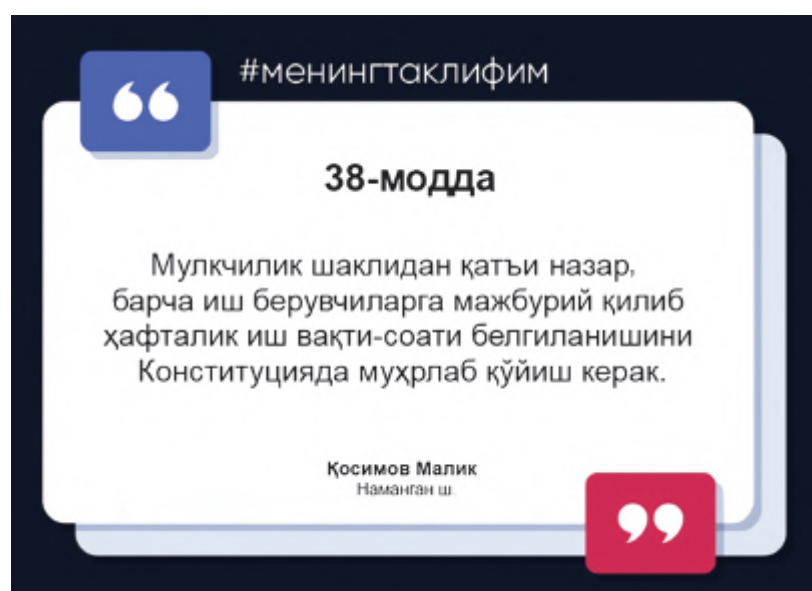 #менингтаклифим
38-модда
Мулкчилик шаклидан қатъи назар,
барча иш берувчиларга мажбурий қилиб
ҳафталик иш вақти-соати белгиланишини
Конституцияда муҳрлаб қўйиш керак.
Қосимов Малик
Наманган ш.